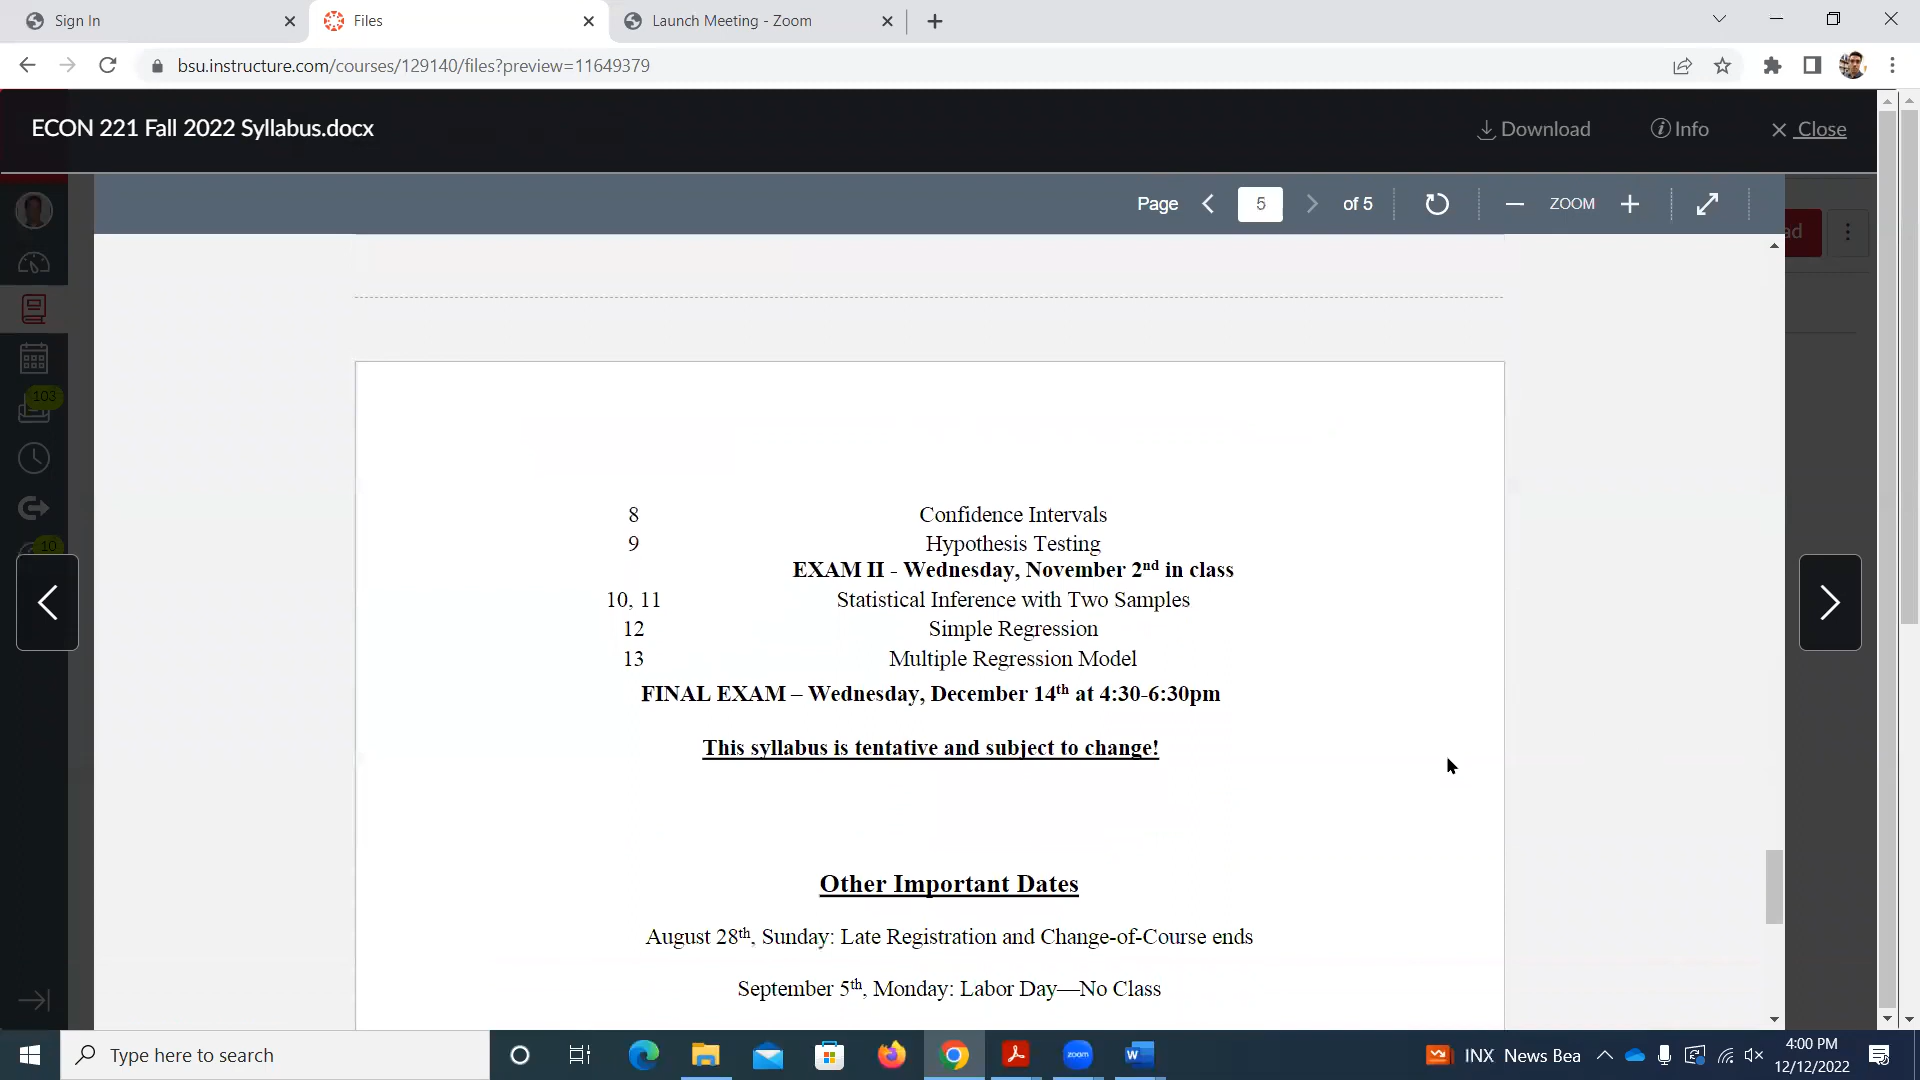 Sign In
Files
Launch Meeting - Zoom
bsu.instructure.com/courses/129140/files?preview=11649379
ECON 221 Fall 2022 Syllabus.docx
Download
Info
Close
Page
5
of 5
ZOOM
ad
103
10
8 Confidence Intervals
9 Hypothesis Testing
EXAM II - Wednesday, November 2nd in class
10, 11 Statistical Inference with Two Samples
12 Simple Regression
13 Multiple Regression Model
FINAL EXAM – Wednesday, December 14th at 4:30-6:30pm
This syllabus is tentative and subject to change!
Other Important Dates
August 28th, Sunday: Late Registration and Change-of-Course ends
September 5th, Monday: Labor Day—No Class
Type here to search
zoom
W
INX News Bea
4:00 PM
12/12/2022